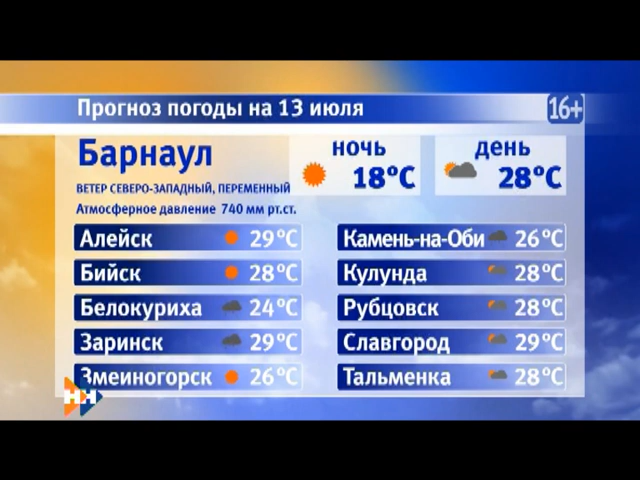 Прогноз погоды на 13 июля
16+
Барнаул
ночь
18°С
день
28°С
ВЕТЕР СЕВЕРО-ЗАПАДНЫЙ, ПЕРЕМЕННЫЙ
Атмосферное давление 740 мм рт.ст.
Алейск 29°С
Бийск 28°С
Белокуриха 24°С
Заринск 29°С
Змеиногорск 26°С
Камень-на-Оби 26°С
Кулунда 28°С
Рубцовск 28°С
Славгород 29°С
Тальменка 28°С
НН